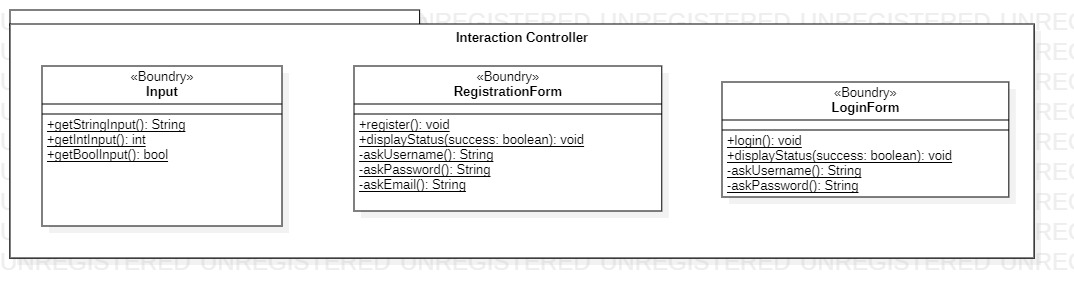 UNREGISTERED UNREGISTERED UNREGISTERED UNREG
Interaction Controller
«Boundry»
Input
+getStringInput(): String
+getIntInput(): int
+getBoolInput(): bool
«Boundry»
RegistrationForm
+register(): void
+displayStatus(success: boolean): void
-askUsername(): String
-askPassword(): String
-askEmail(): String
«Boundry»
LoginForm
+login(): void
+displayStatus(success: boolean): void
-askUsername(): String
-askPassword(): String
UNREGISTERED UNREGISTERED UNREGISTERED UNREGISTERED UNREGISTERED UNREG